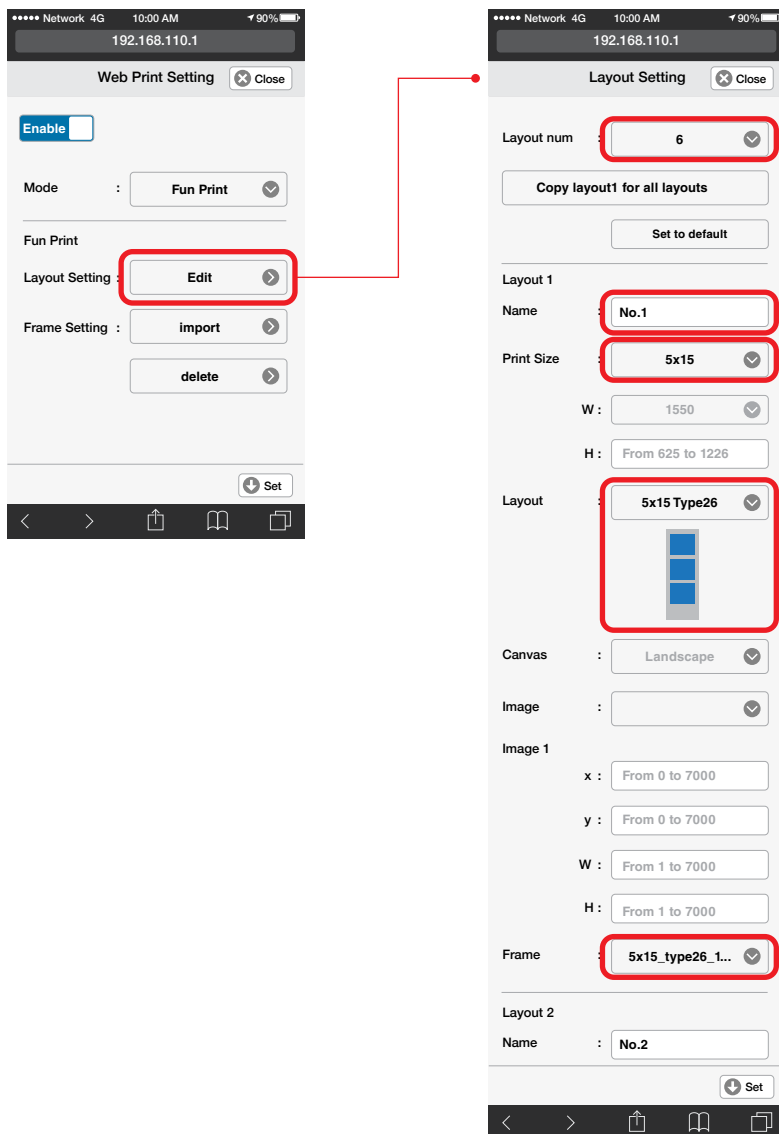 Network 4G 10:00 AM 90%
192.168.110.1
Web Print Setting Close
Enable
Mode : Fun Print
Fun Print
Layout Setting : Edit
Frame Setting : import
delete
Set
Network 4G 10:00 AM 90%
192.168.110.1
Layout Setting Close
Layout num : 6
Copy layout1 for all layouts
Set to default
Layout 1
Name : No.1
Print Size : 5x15
W : 1550
H : From 625 to 1226
Layout : 5x15 Type26
Canvas : Landscape
Image :
Image 1
x : From 0 to 7000
y : From 0 to 7000
W : From 1 to 7000
H : From 1 to 7000
Frame : 5x15_type26_1...
Layout 2
Name : No.2
Set